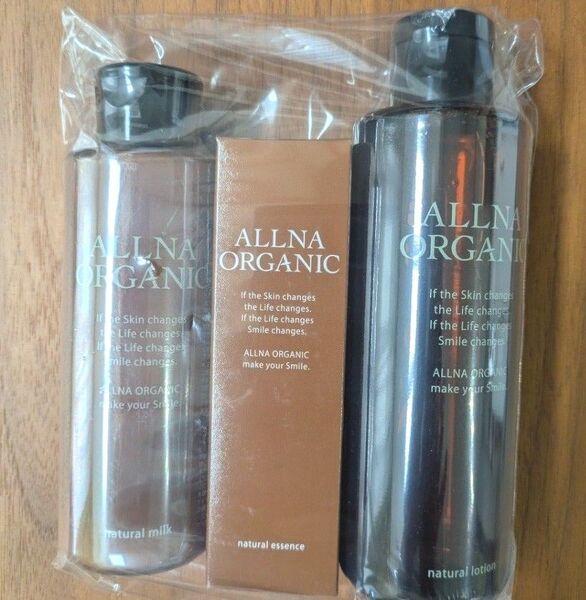 ALLNA
ORGANIC
If the Skin changes
the Life changes.
If the Life changes
Smile changes.
ALLNA ORGANIC
make your Smile.
natural milk
ALLNA
ORGANIC
If the Skin changes
the Life changes.
If the Life changes
Smile changes.
ALLNA ORGANIC
make your Smile.
natural essence
ALLNA
ORGANIC
If the Skin changes
the Life changes.
If the Life changes
Smile changes.
ALLNA ORGANIC
make your Smile.
natural lotion